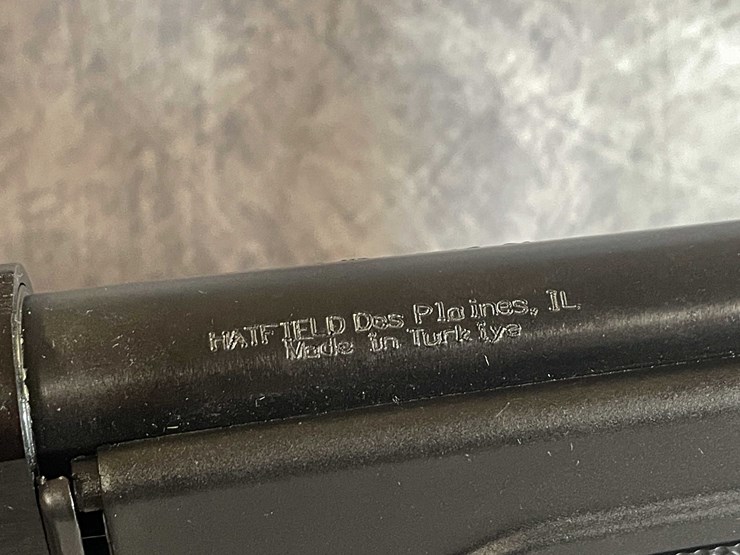 HATFIELD Des Plaines, IL
Made in Turkiye